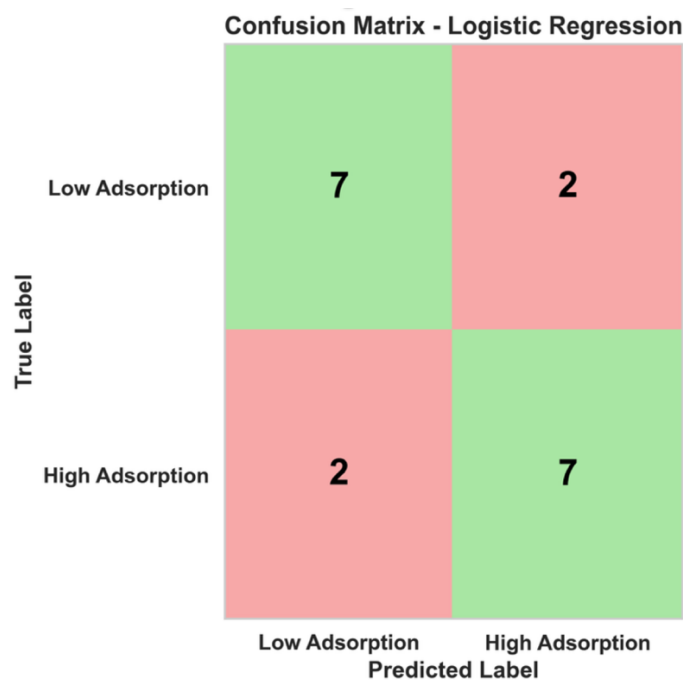 Confusion Matrix - Logistic Regression
True Label
Low Adsorption
7
2
High Adsorption
2
7
Low Adsorption
High Adsorption
Predicted Label